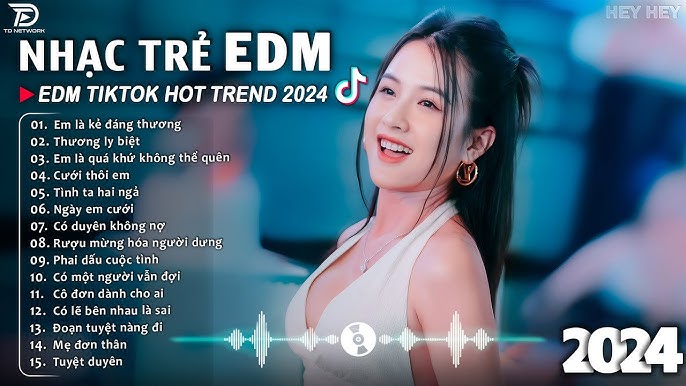 TD NETWORK
HEY HEY
NHẠC TRẺ EDM
EDM TIKTOK HOT TREND 2024
01. Em là kẻ đáng thương
02. Thương ly biệt
03. Em là quá khứ không thể quên
04. Cưới thôi em
05. Tình ta hai ngả
06. Ngày em cưới
07. Có duyên không nợ
08. Rượu mừng hóa người dưng
09. Phai dấu cuộc tình
10. Có một người vẫn đợi
11. Cô đơn dành cho ai
12. Có lẽ bên nhau là sai
13. Đoạn tuyệt nàng đi
14. Mẹ đơn thân
15. Tuyệt duyên
2024